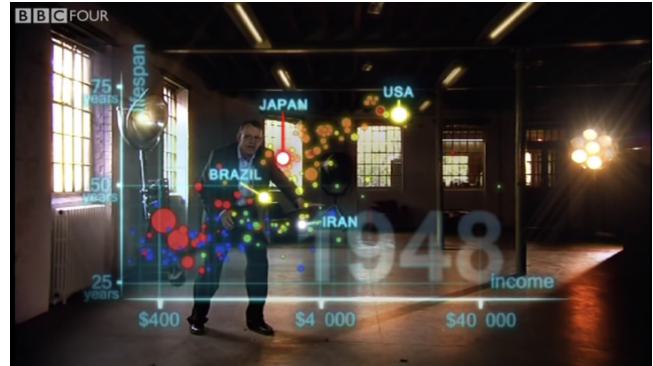 BBC FOUR
lifespan
75
years
JAPAN
USA
BRAZIL
50
years
IRAN
1948
25
years
income
$400
$4 000
$40 000